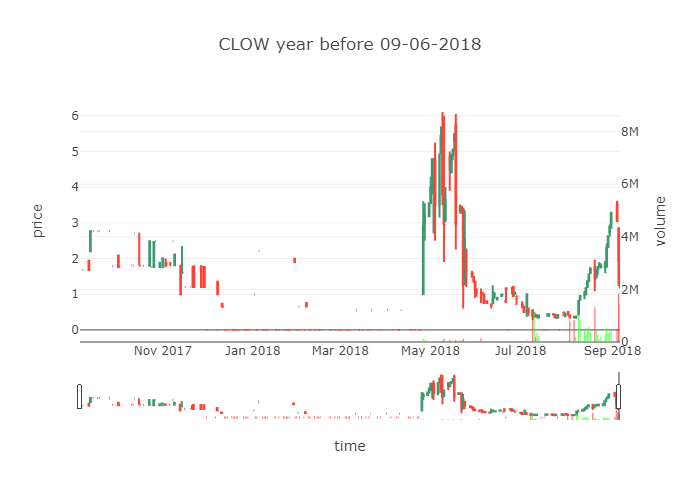 CLOW year before 09-06-2018
6
5
4
3
2
1
0
8M
6M
4M
2M
0
price
volume
Nov 2017
Jan 2018
Mar 2018
May 2018
Jul 2018
Sep 2018
time